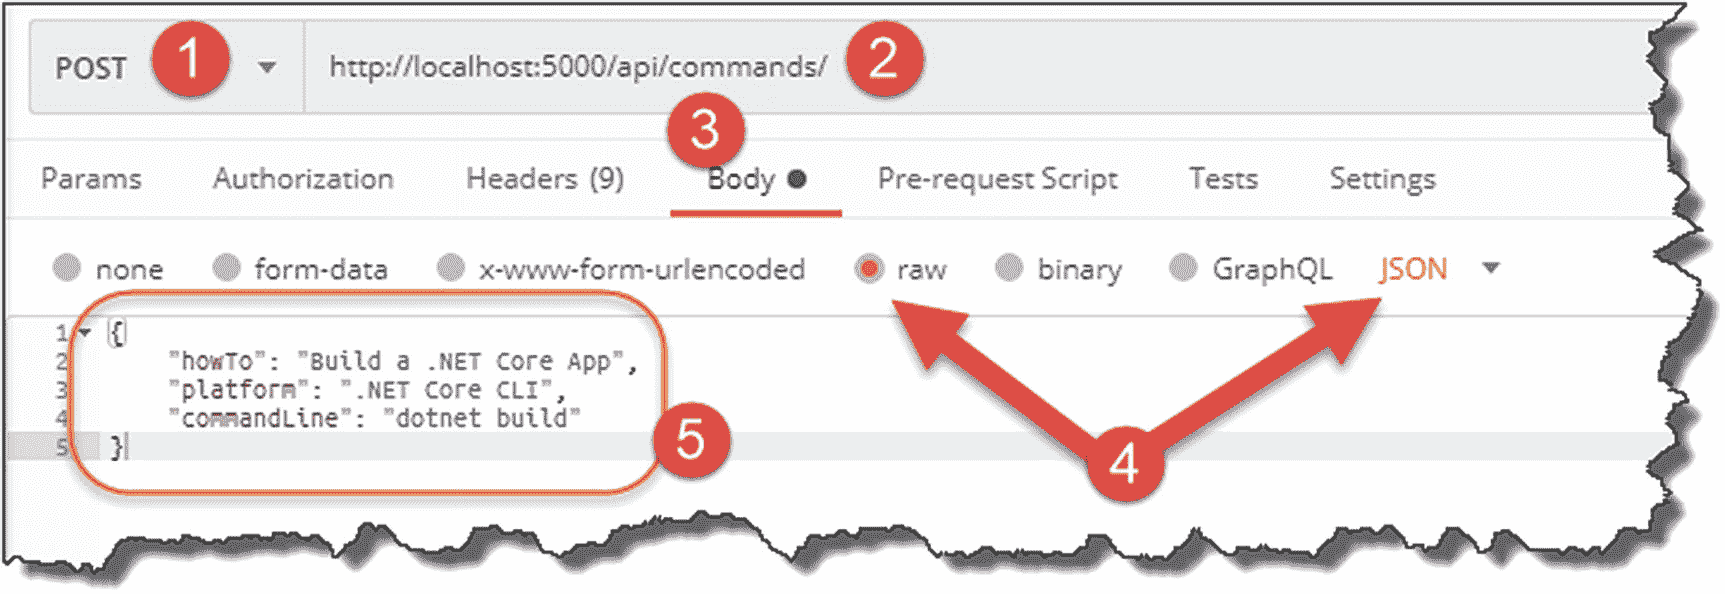 POST 1 http://localhost:5000/api/commands/ 2
3
Params Authorization Headers (9) Body Pre-request Script Tests Settings
none form-data x-www-form-urlencoded raw binary GraphQL JSON
1 {
2 "howTo": "Build a .NET Core App",
3 "platform": ".NET Core CLI",
4 "commandLine": "dotnet build"
5 }
5
4